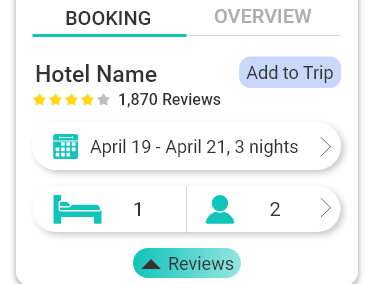 BOOKING OVERVIEW
Hotel Name Add to Trip
1,870 Reviews
April 19 - April 21, 3 nights
1 2
Reviews